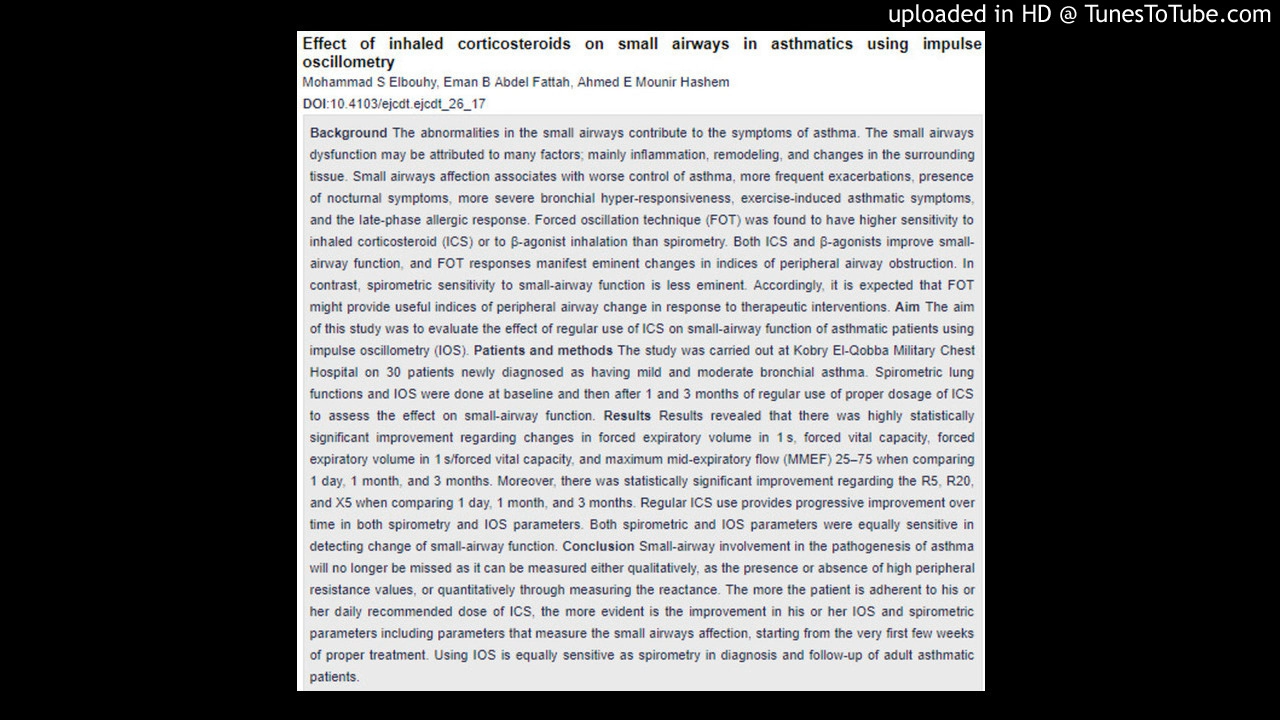 uploaded in HD @ TunesToTube.com
Effect of inhaled corticosteroids on small airways in asthmatics using impulse
oscillometry
Mohammad S Elbouhy, Eman B Abdel Fattah, Ahmed E Mounir Hashem
DOI:10.4103/ejcdt.ejcdt_26_17
Background The abnormalities in the small airways contribute to the symptoms of asthma. The small airways
dysfunction may be attributed to many factors; mainly inflammation, remodeling, and changes in the surrounding
tissue. Small airways affection associates with worse control of asthma, more frequent exacerbations, presence
of nocturnal symptoms, more severe bronchial hyper-responsiveness, exercise-induced asthmatic symptoms,
and the late-phase allergic response. Forced oscillation technique (FOT) was found to have higher sensitivity to
inhaled corticosteroid (ICS) or to β-agonist inhalation than spirometry. Both ICS and β-agonists improve small-
airway function, and FOT responses manifest eminent changes in indices of peripheral airway obstruction. In
contrast, spirometric sensitivity to small-airway function is less eminent. Accordingly, it is expected that FOT
might provide useful indices of peripheral airway change in response to therapeutic interventions. Aim The aim
of this study was to evaluate the effect of regular use of ICS on small-airway function of asthmatic patients using
impulse oscillometry (IOS). Patients and methods The study was carried out at Kobry El-Qobba Military Chest
Hospital on 30 patients newly diagnosed as having mild and moderate bronchial asthma. Spirometric lung
functions and IOS were done at baseline and then after 1 and 3 months of regular use of proper dosage of ICS
to assess the effect on small-airway function. Results Results revealed that there was highly statistically
significant improvement regarding changes in forced expiratory volume in 1 s, forced vital capacity, forced
expiratory volume in 1 s/forced vital capacity, and maximum mid-expiratory flow (MMEF) 25–75 when comparing
1 day, 1 month, and 3 months. Moreover, there was statistically significant improvement regarding the R5, R20,
and X5 when comparing 1 day, 1 month, and 3 months. Regular ICS use provides progressive improvement over
time in both spirometry and IOS parameters. Both spirometric and IOS parameters were equally sensitive in
detecting change of small-airway function. Conclusion Small-airway involvement in the pathogenesis of asthma
will no longer be missed as it can be measured either qualitatively, as the presence or absence of high peripheral
resistance values, or quantitatively through measuring the reactance. The more the patient is adherent to his or
her daily recommended dose of ICS, the more evident is the improvement in his or her IOS and spirometric
parameters including parameters that measure the small airways affection, starting from the very first few weeks
of proper treatment. Using IOS is equally sensitive as spirometry in diagnosis and follow-up of adult asthmatic
patients.